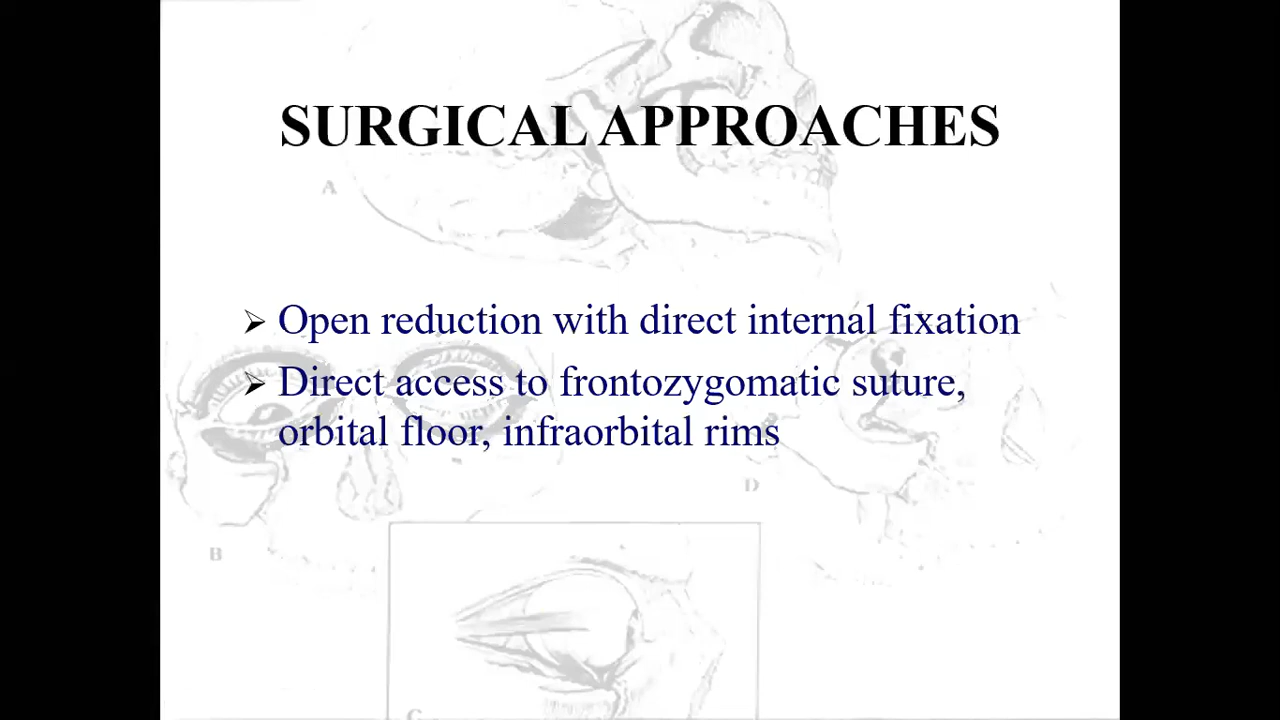 SURGICAL APPROACHES
A
➢ Open reduction with direct internal fixation
➢ Direct access to frontozygomatic suture,
orbital floor, infraorbital rims
D
B
C